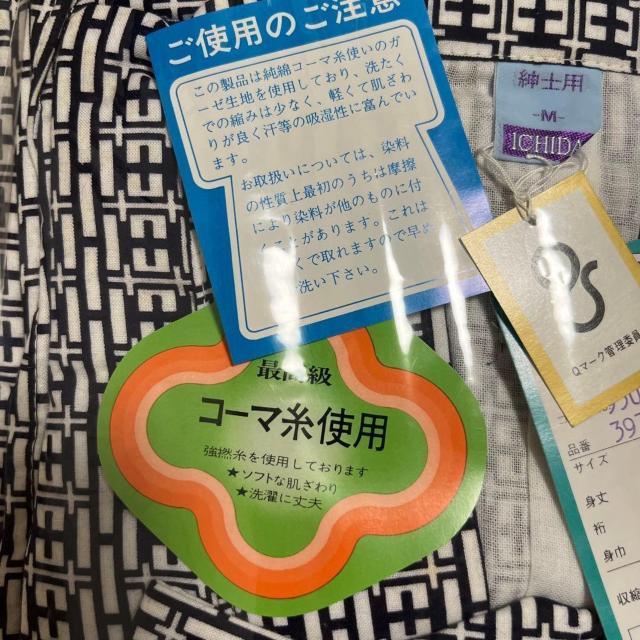 ご使用のご注意
この製品は純綿コーマ糸使いのガ
ーゼ生地を使用しており、洗たく
での縮みは少なく、軽くて肌ざわ
りが良く汗等の吸湿性に富んでい
ます。
お取扱いについては、染料
の性質上最初のうちは摩擦
により染料が他のものに付
くことがあります。これは
くで取れますので早め
洗い下さい。
最高級
コーマ糸使用
強撚糸を使用しております
★ソフトな肌ざわり
★洗濯に丈夫
紳士用
-M-
ICHIDA
Qマーク管理委員
品番
39
サイズ
身丈
裄
身巾
収縮